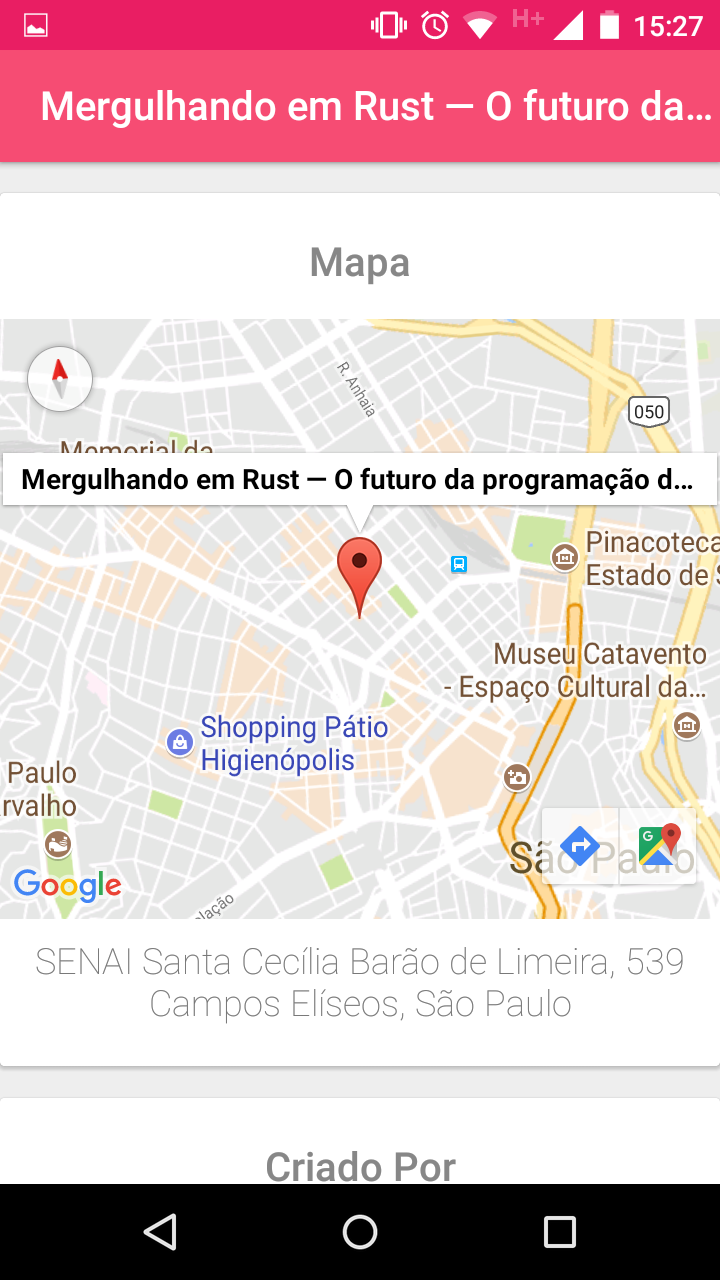 H+ 15:27
Mergulhando em Rust — O futuro da...
Mapa
R. Anhaia
050
Memorial da
Mergulhando em Rust — O futuro da programação d...
Pinacoteca
Estado de S
Museu Catavento
- Espaço Cultural da...
Shopping Pátio
Higienópolis
Paulo
rvalho
São Paulo
Google
olação
SENAI Santa Cecília Barão de Limeira, 539
Campos Elíseos, São Paulo
Criado Por